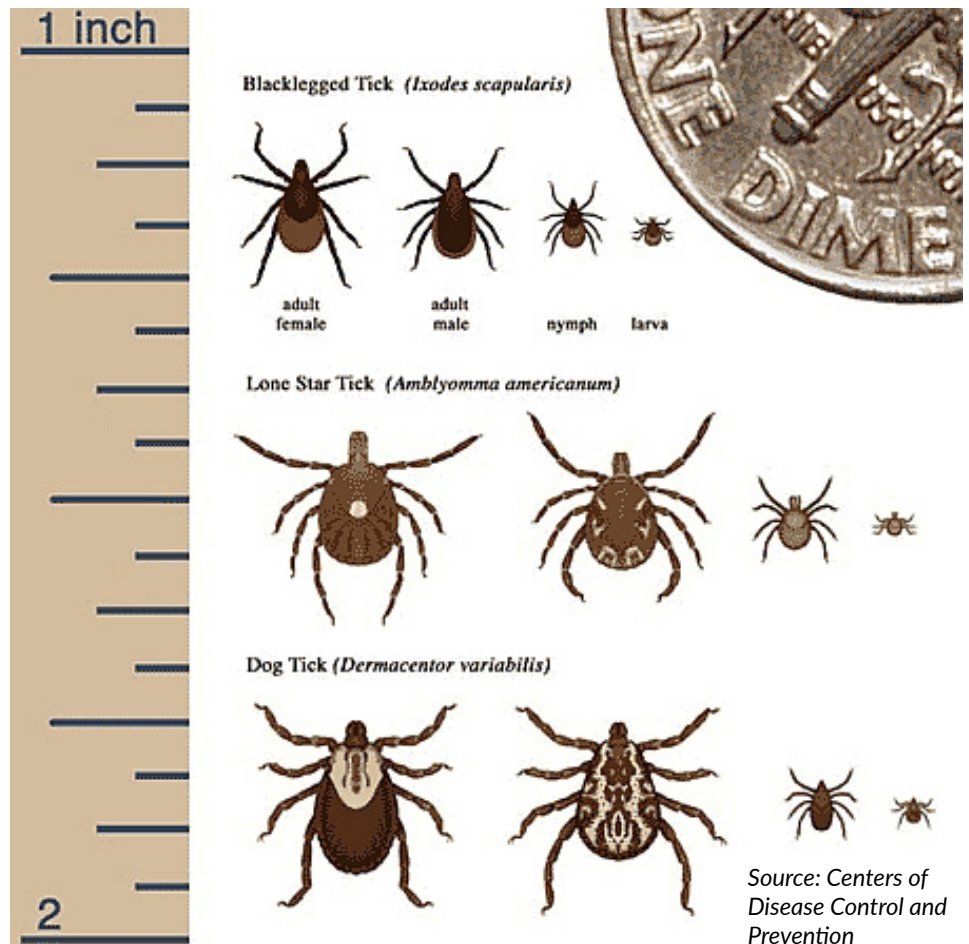 1 inch
Blacklegged Tick (Ixodes scapularis)
adult
female
adult
male
nymph
larva
Lone Star Tick (Amblyomma americanum)
Dog Tick (Dermacentor variabilis)
2
ONE DIME
Source: Centers of
Disease Control and
Prevention